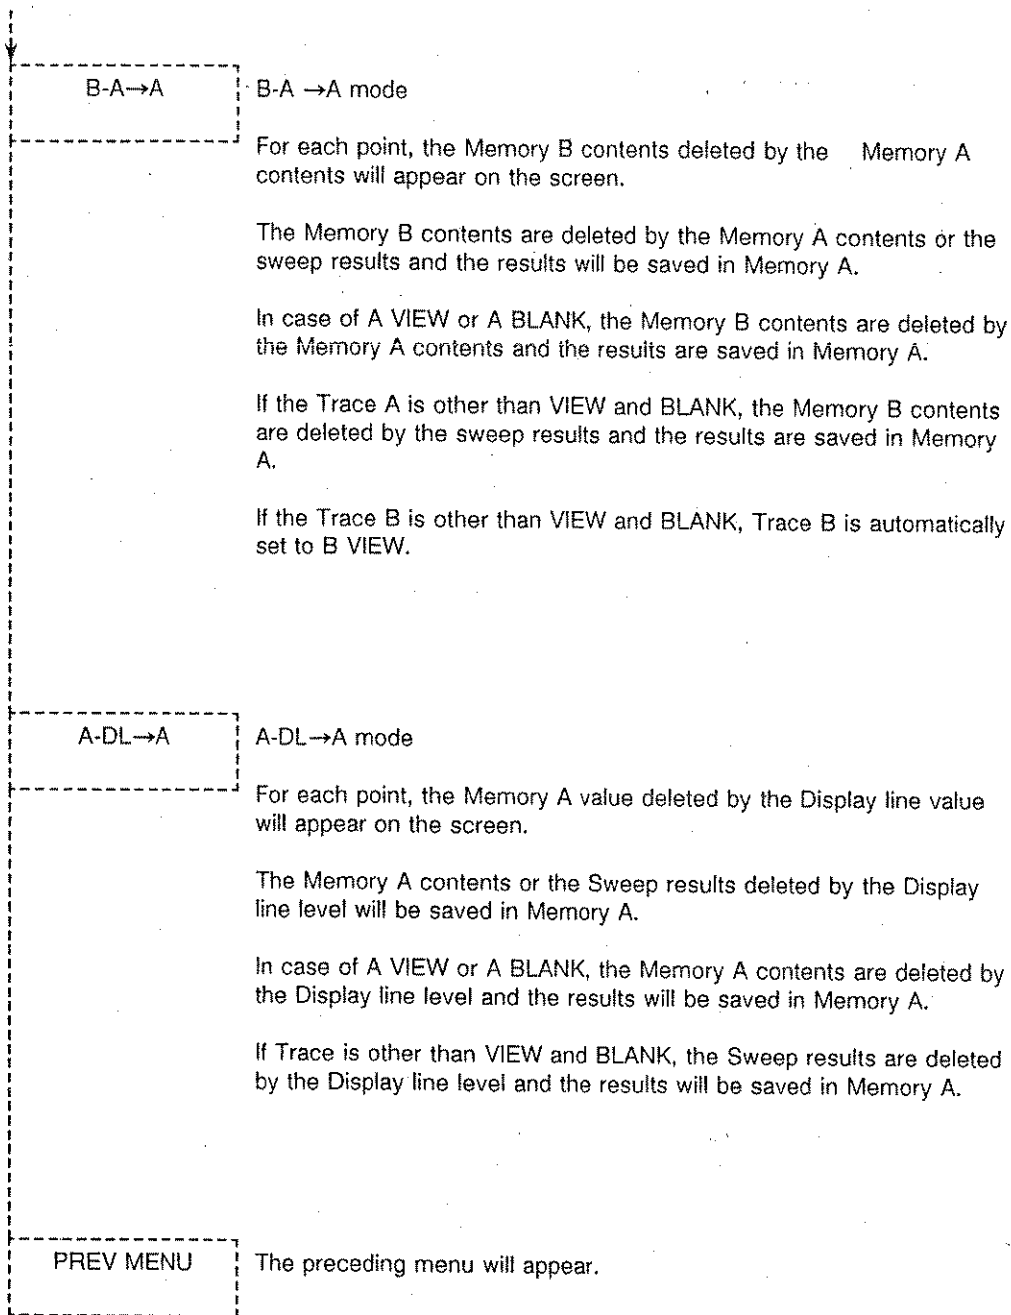 B-A→A
B-A →A mode
For each point, the Memory B contents deleted by the Memory A
contents will appear on the screen.
The Memory B contents are deleted by the Memory A contents or the
sweep results and the results will be saved in Memory A.
In case of A VIEW or A BLANK, the Memory B contents are deleted by
the Memory A contents and the results are saved in Memory A.
If the Trace A is other than VIEW and BLANK, the Memory B contents
are deleted by the sweep results and the results are saved in Memory
A.
If the Trace B is other than VIEW and BLANK, Trace B is automatically
set to B VIEW.
A-DL→A
A-DL→A mode
For each point, the Memory A value deleted by the Display line value
will appear on the screen.
The Memory A contents or the Sweep results deleted by the Display
line level will be saved in Memory A.
In case of A VIEW or A BLANK, the Memory A contents are deleted by
the Display line level and the results will be saved in Memory A.
If Trace is other than VIEW and BLANK, the Sweep results are deleted
by the Display line level and the results will be saved in Memory A.
PREV MENU
The preceding menu will appear.